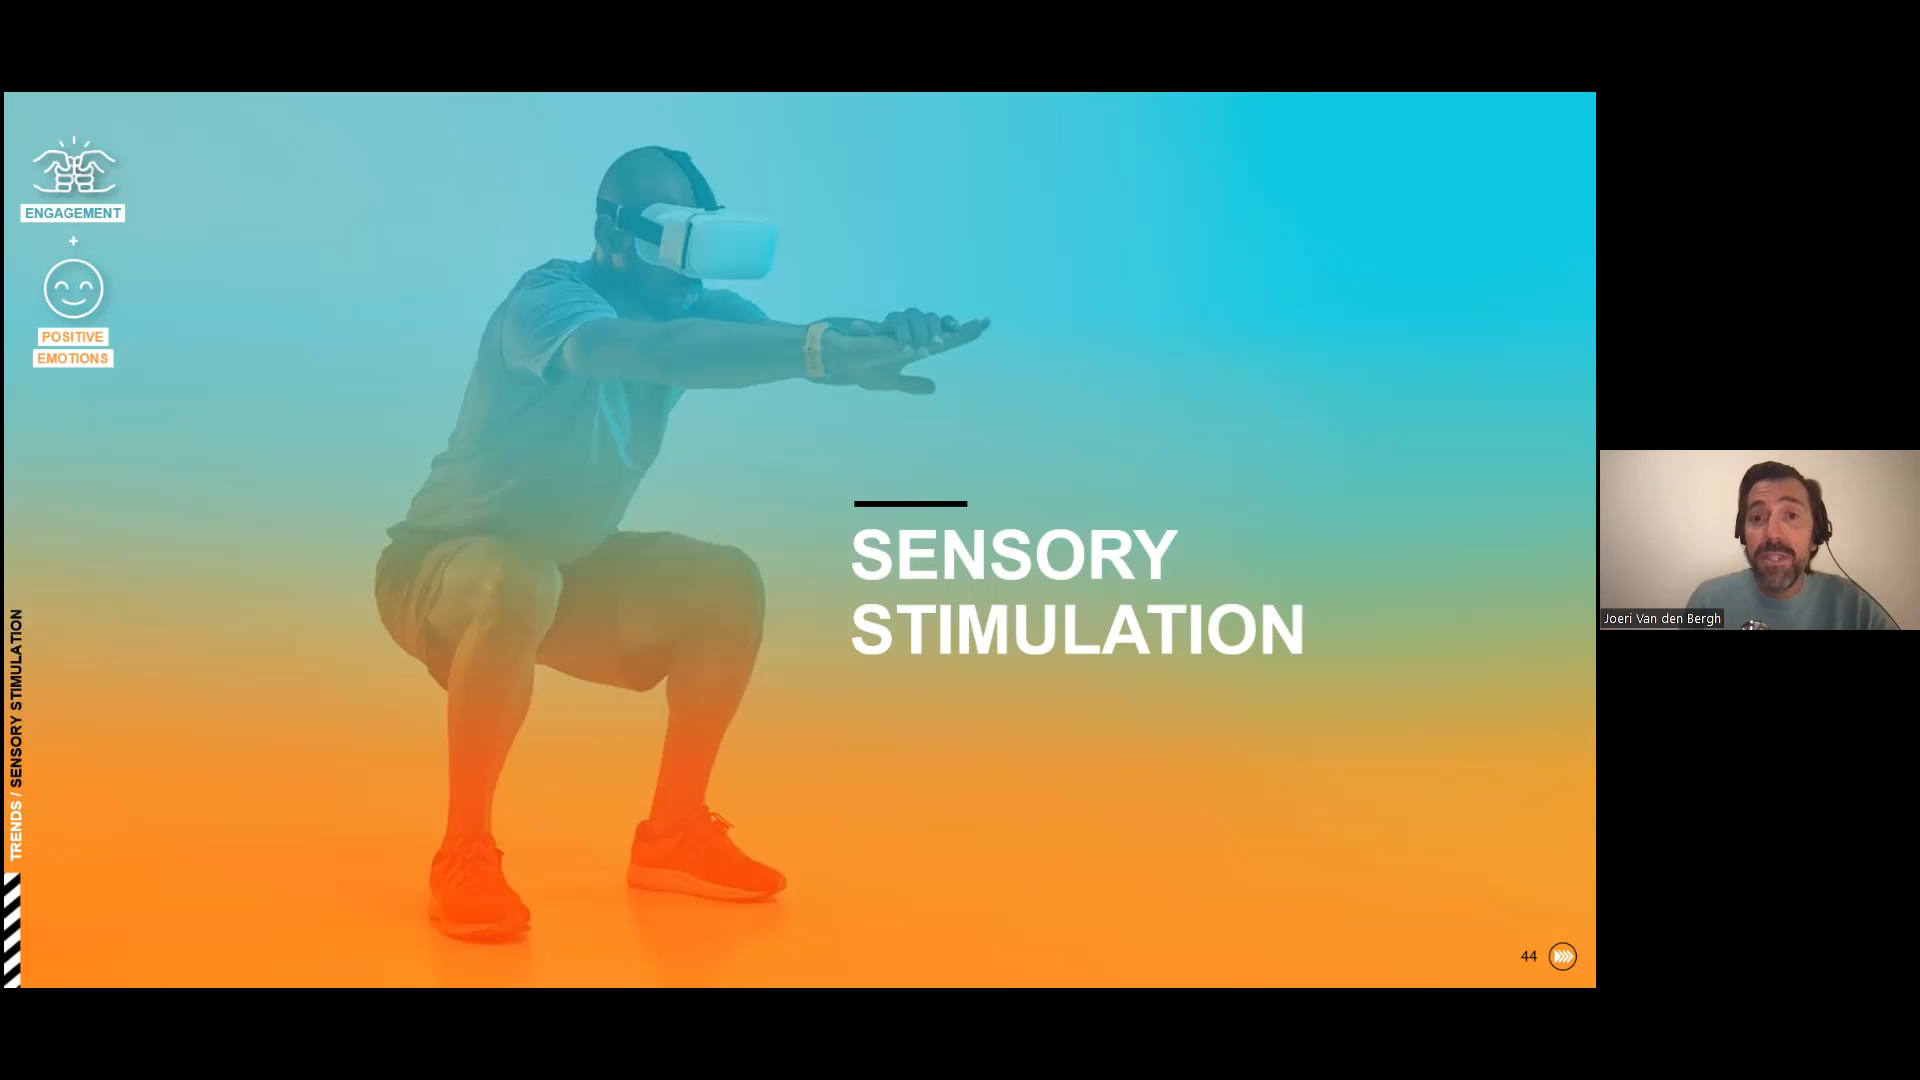 ENGAGEMENT
+
POSITIVE
EMOTIONS
SENSORY
STIMULATION
TRENDS / SENSORY STIMULATION
44
Joeri Van den Bergh